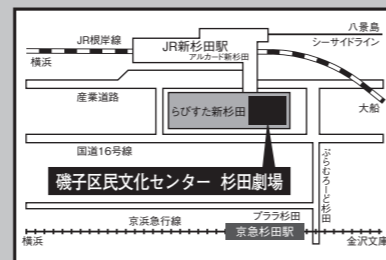 八景島
JR根岸線
JR新杉田駅
シーサイドライン
アルカード新杉田
横浜
産業道路
らびすた新杉田
大船
国道16号線
磯子区民文化センター 杉田劇場
ぷらむろーど杉田
京浜急行線
プララ杉田
横浜
京急杉田駅
金沢文庫